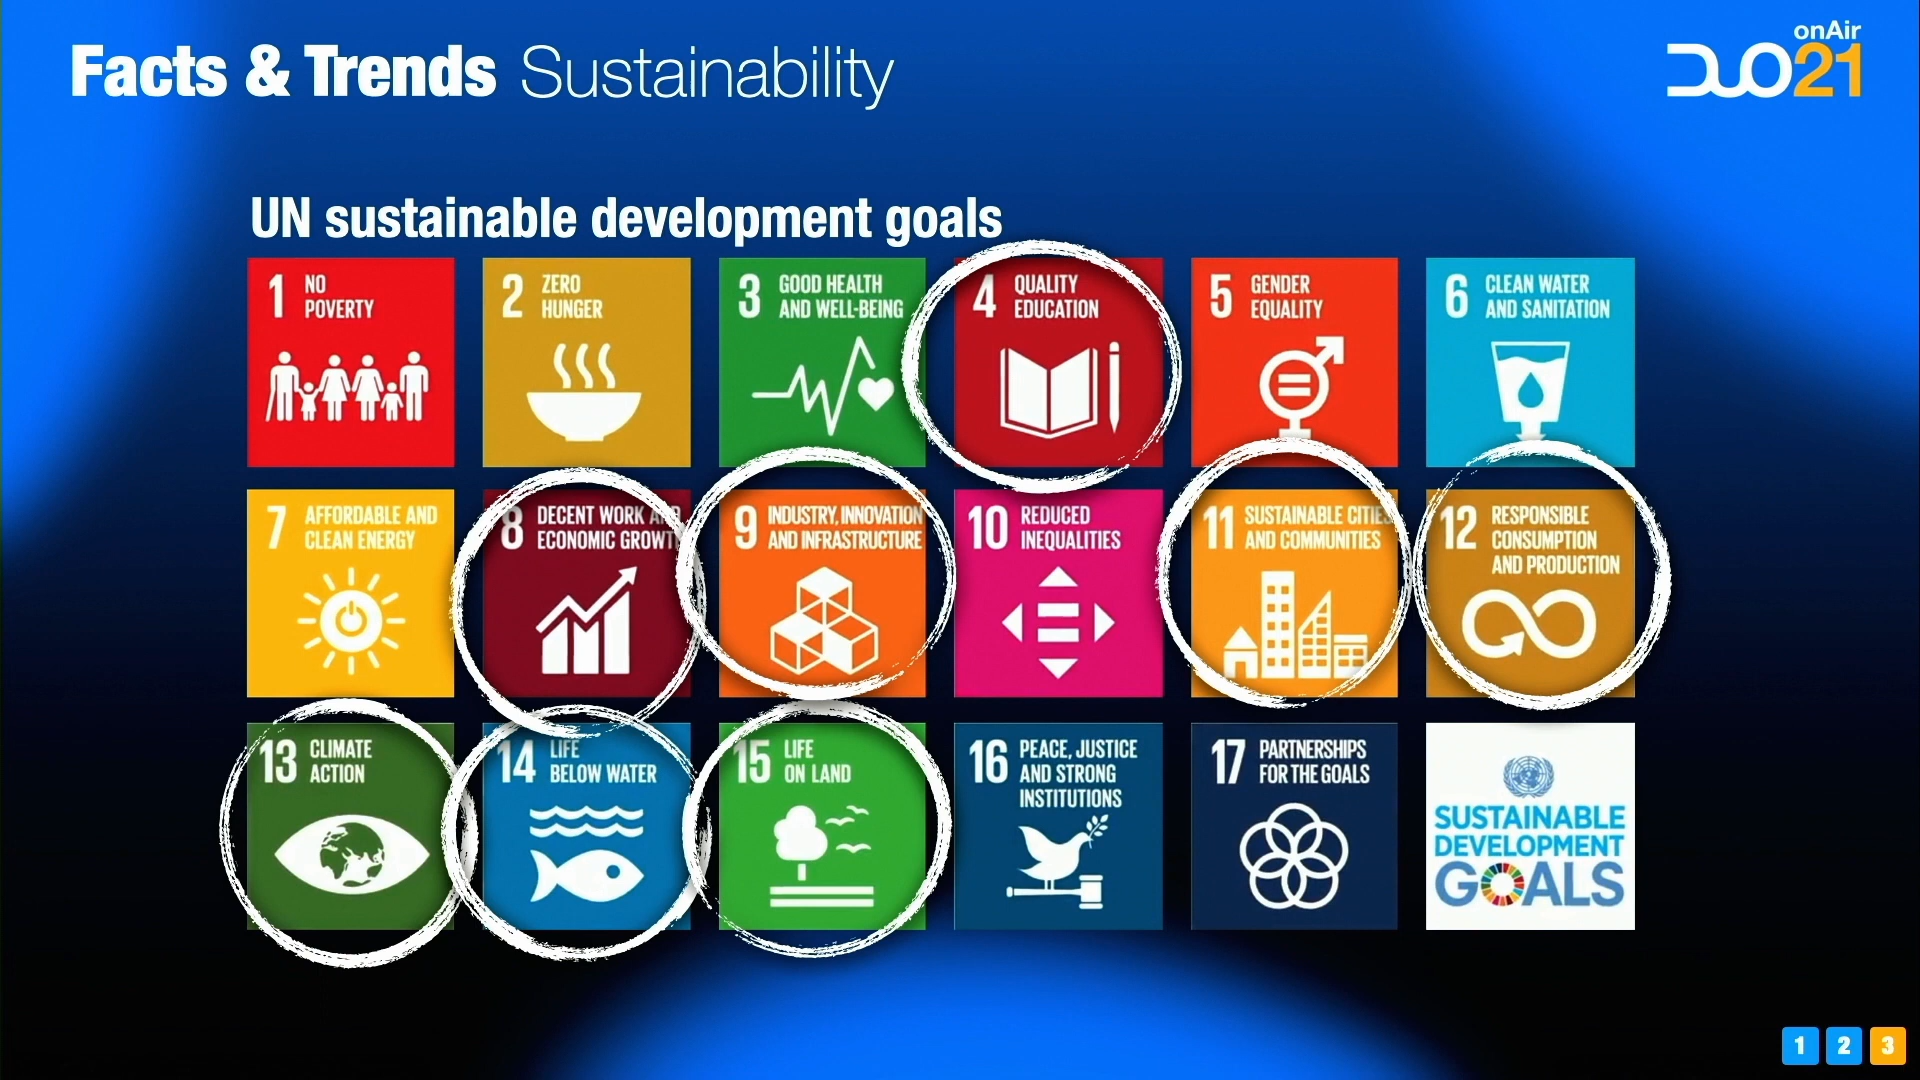 Facts & Trends Sustainability
onAir
DUO21
UN sustainable development goals
1 NO
POVERTY
2 ZERO
HUNGER
3 GOOD HEALTH
AND WELL-BEING
4 QUALITY
EDUCATION
5 GENDER
EQUALITY
6 CLEAN WATER
AND SANITATION
7 AFFORDABLE AND
CLEAN ENERGY
8 DECENT WORK AND
ECONOMIC GROWTH
9 INDUSTRY, INNOVATION
AND INFRASTRUCTURE
10 REDUCED
INEQUALITIES
11 SUSTAINABLE CITIES
AND COMMUNITIES
12 RESPONSIBLE
CONSUMPTION
AND PRODUCTION
13 CLIMATE
ACTION
14 LIFE
BELOW WATER
15 LIFE
ON LAND
16 PEACE, JUSTICE
AND STRONG
INSTITUTIONS
17 PARTNERSHIPS
FOR THE GOALS
SUSTAINABLE
DEVELOPMENT
GOALS
1 2 3